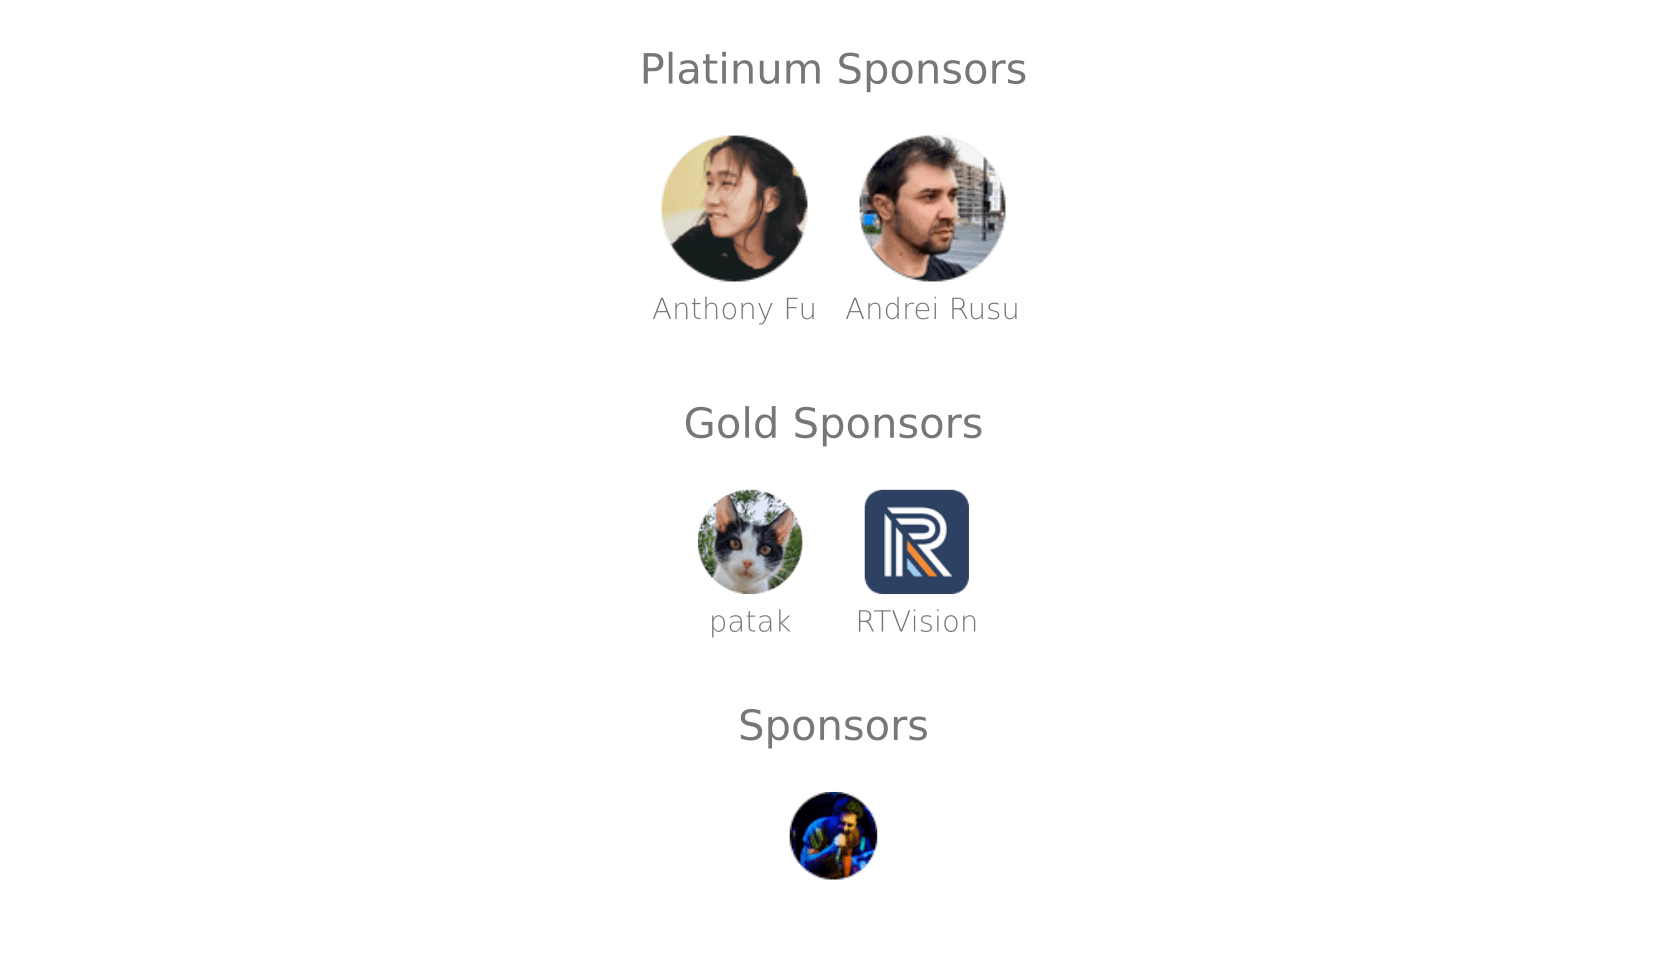 Platinum Sponsors
Anthony Fu Andrei Rusu
Gold Sponsors
patak RTVision
Sponsors